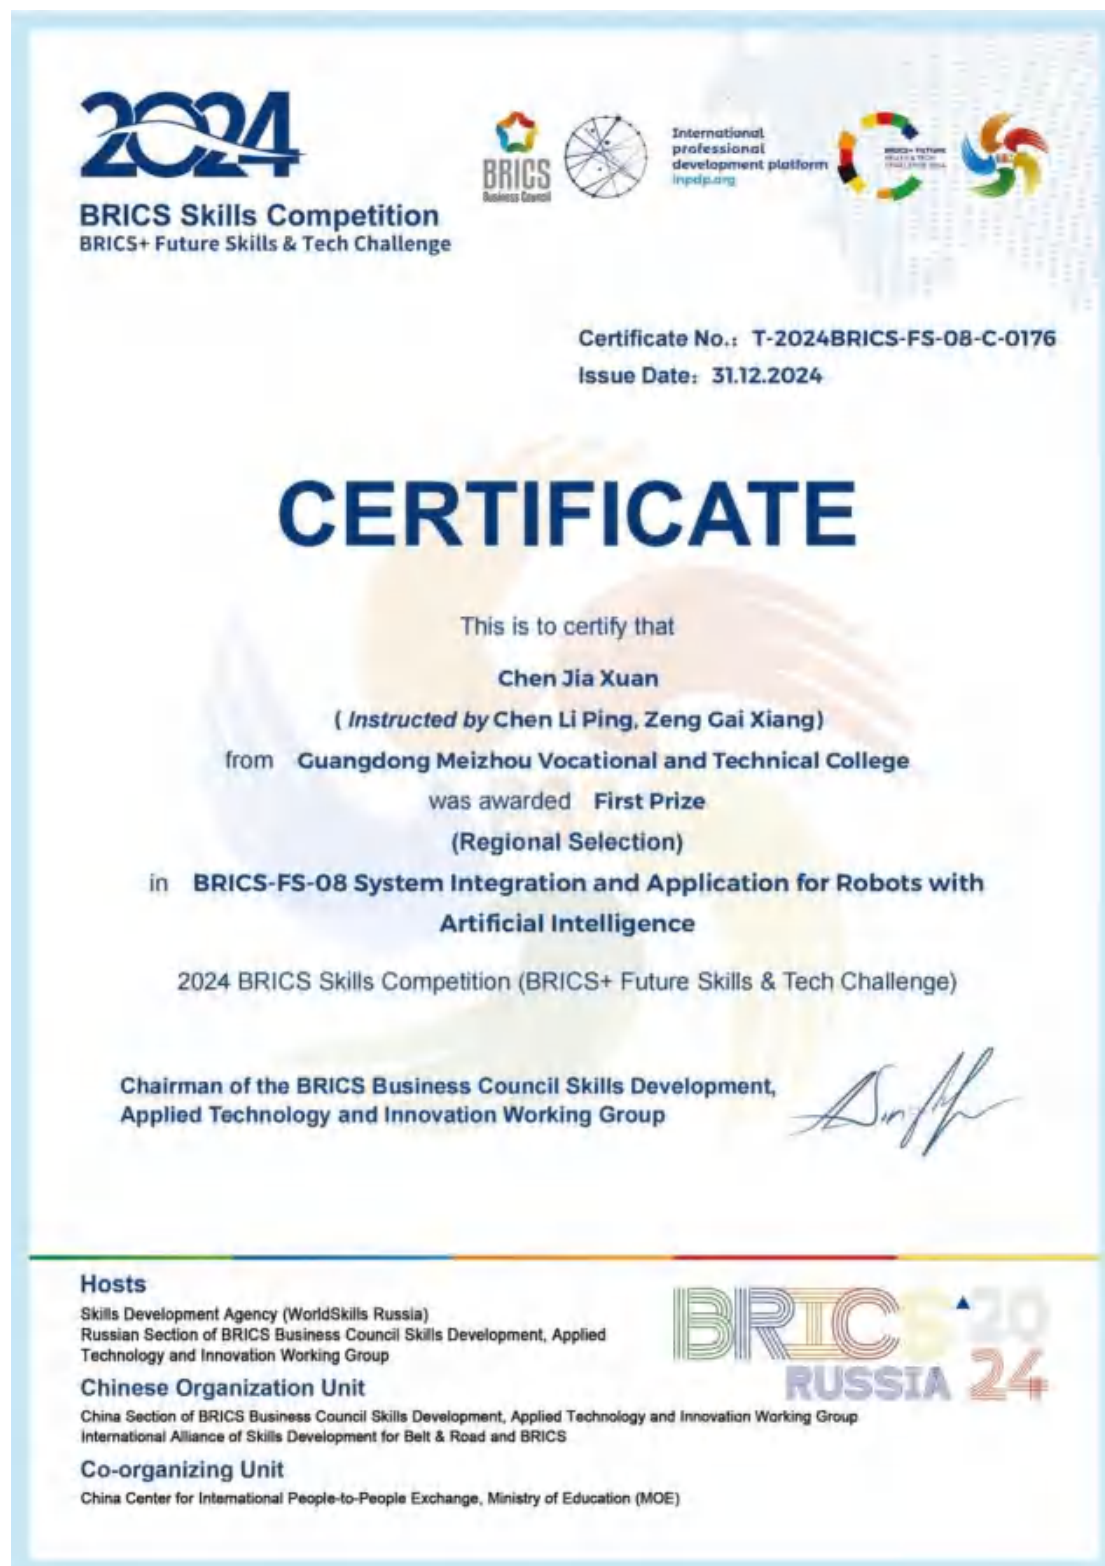 2024
BRICS Skills Competition
BRICS+ Future Skills & Tech Challenge
BRICS
Business Council
International
professional
development platform
inpdp.org
BRICS+ FUTURE
SKILLS & TECH
CHALLENGE 2024
Certificate No.: T-2024BRICS-FS-08-C-0176
Issue Date: 31.12.2024
CERTIFICATE
This is to certify that
Chen Jia Xuan
( Instructed by Chen Li Ping, Zeng Gai Xiang)
from Guangdong Meizhou Vocational and Technical College
was awarded First Prize
(Regional Selection)
in BRICS-FS-08 System Integration and Application for Robots with
Artificial Intelligence
2024 BRICS Skills Competition (BRICS+ Future Skills & Tech Challenge)
Chairman of the BRICS Business Council Skills Development,
Applied Technology and Innovation Working Group
Hosts
Skills Development Agency (WorldSkills Russia)
Russian Section of BRICS Business Council Skills Development, Applied
Technology and Innovation Working Group
BRICS 20
RUSSIA 24
Chinese Organization Unit
China Section of BRICS Business Council Skills Development, Applied Technology and Innovation Working Group
International Alliance of Skills Development for Belt & Road and BRICS
Co-organizing Unit
China Center for International People-to-People Exchange, Ministry of Education (MOE)